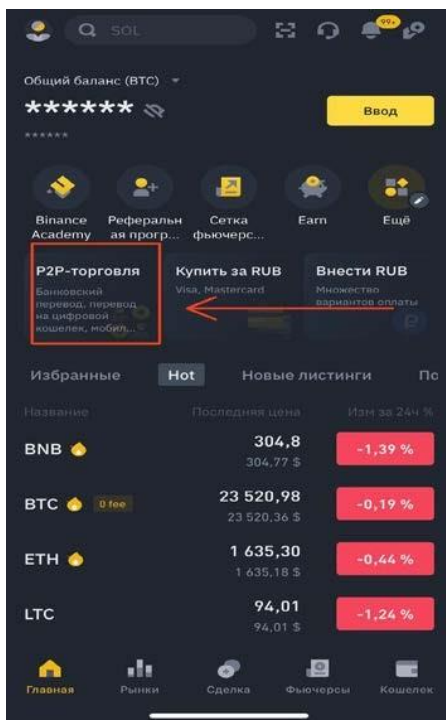 SOL
99+
Общий баланс (BTC)
******
Ввод
******
Binance Academy
Реферальн ая прогр...
Сетка фьючерс...
Earn
Ещё
P2P-торговля
Банковский перевод, перевод на цифровой кошелек, мобил...
Купить за RUB
Visa, Mastercard
Внести RUB
Множество вариантов оплаты
Избранные Hot Новые листинги По
Название Последняя цена Изм за 24ч %
BNB 304,8 -1,39 %
304,77 $
BTC 0 fee 23 520,98 -0,19 %
23 520,36 $
ETH 1 635,30 -0,44 %
1 635,18 $
LTC 94,01 -1,24 %
94,01 $
Главная Рынки Сделка Фьючерсы Кошелек